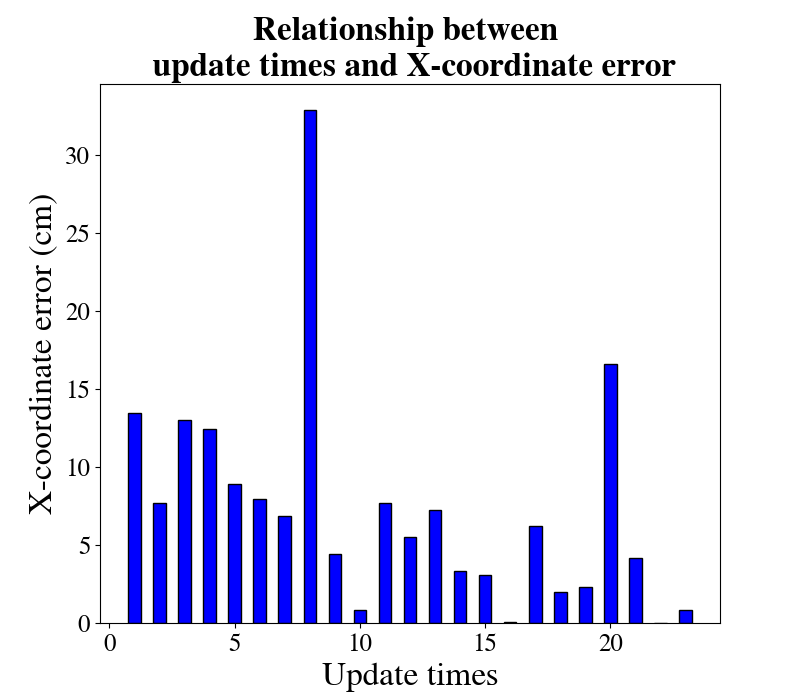 Relationship between
update times and X-coordinate error
X-coordinate error (cm)
30
25
20
15
10
5
0
0 5 10 15 20
Update times